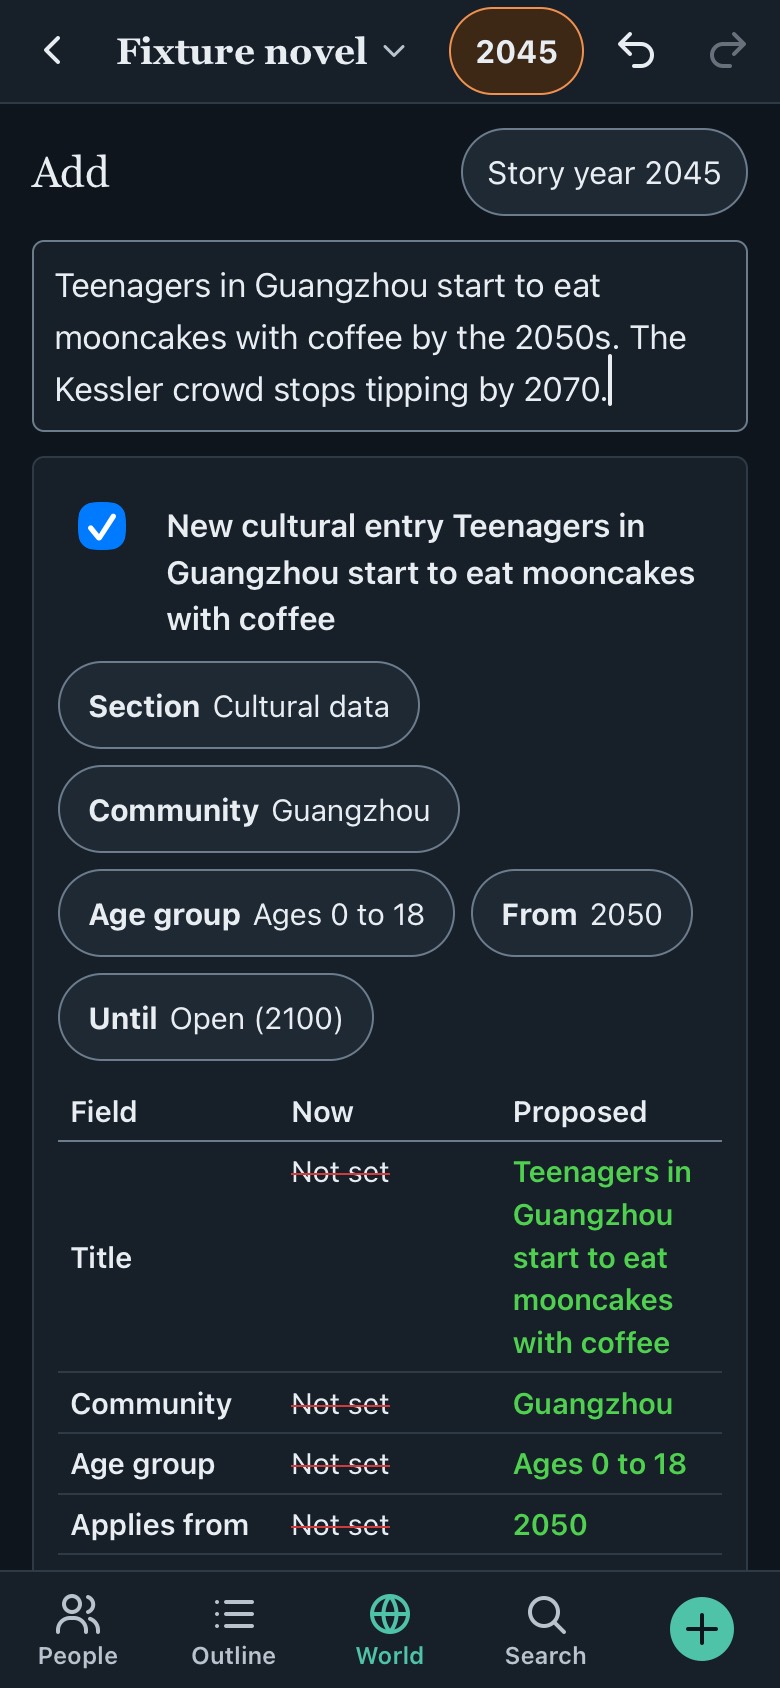 Fixture novel
2045
Add
Story year 2045
Teenagers in Guangzhou start to eat
mooncakes with coffee by the 2050s. The
Kessler crowd stops tipping by 2070.
New cultural entry Teenagers in
Guangzhou start to eat mooncakes
with coffee
Section Cultural data
Community Guangzhou
Age group Ages 0 to 18
From 2050
Until Open (2100)
Field Now Proposed
Title Not set Teenagers in
Guangzhou
start to eat
mooncakes
with coffee
Community Not set Guangzhou
Age group Not set Ages 0 to 18
Applies from Not set 2050
People Outline World Search